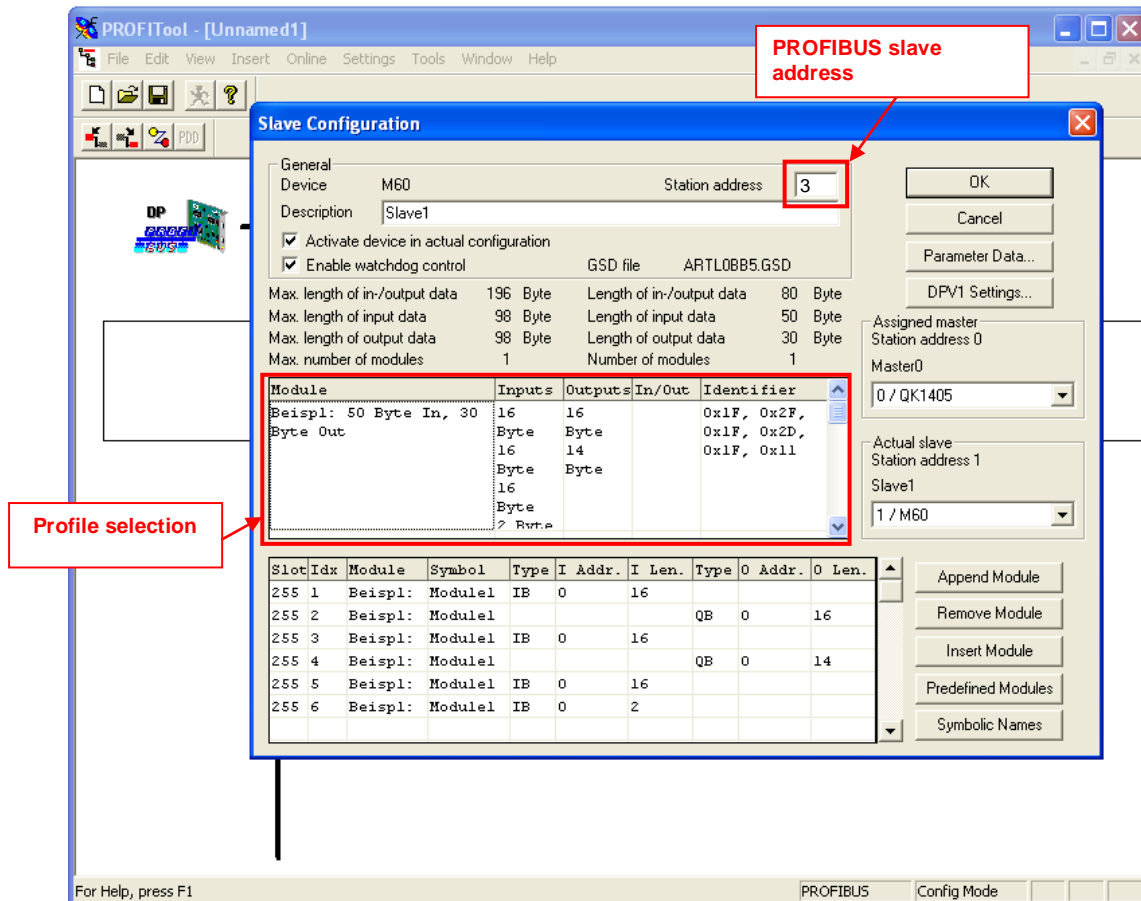 PROFITool - [Unnamed1]
File Edit View Insert Online Settings Tools Window Help
PROFIBUS slave
address
PDD
DP
Slave Configuration
General
Device M60 Station address 3
Description Slave1
Activate device in actual configuration
Enable watchdog control GSD file ARTL0BB5.GSD
Max. length of in-/output data 196 Byte Length of in-/output data 80 Byte
Max. length of input data 98 Byte Length of input data 50 Byte
Max. length of output data 98 Byte Length of output data 30 Byte
Max. number of modules 1 Number of modules 1
OK
Cancel
Parameter Data...
DPV1 Settings...
Assigned master
Station address 0
Master0
0 / QK1405
Actual slave
Station address 1
Slave1
1 / M60
Module Inputs Outputs In/Out Identifier
Beispl: 50 Byte In, 30 16 16 0x1F, 0x2F,
Byte Out Byte Byte 0x1F, 0x2D,
16 14 0x1F, 0x11
Byte Byte
16
Byte
2 Byte
Profile selection
Slot Idx Module Symbol Type I Addr. I Len. Type O Addr. O Len.
255 1 Beispl: Module1 IB 0 16
255 2 Beispl: Module1 QB 0 16
255 3 Beispl: Module1 IB 0 16
255 4 Beispl: Module1 QB 0 14
255 5 Beispl: Module1 IB 0 16
255 6 Beispl: Module1 IB 0 2
Append Module
Remove Module
Insert Module
Predefined Modules
Symbolic Names
For Help, press F1 PROFIBUS Config Mode